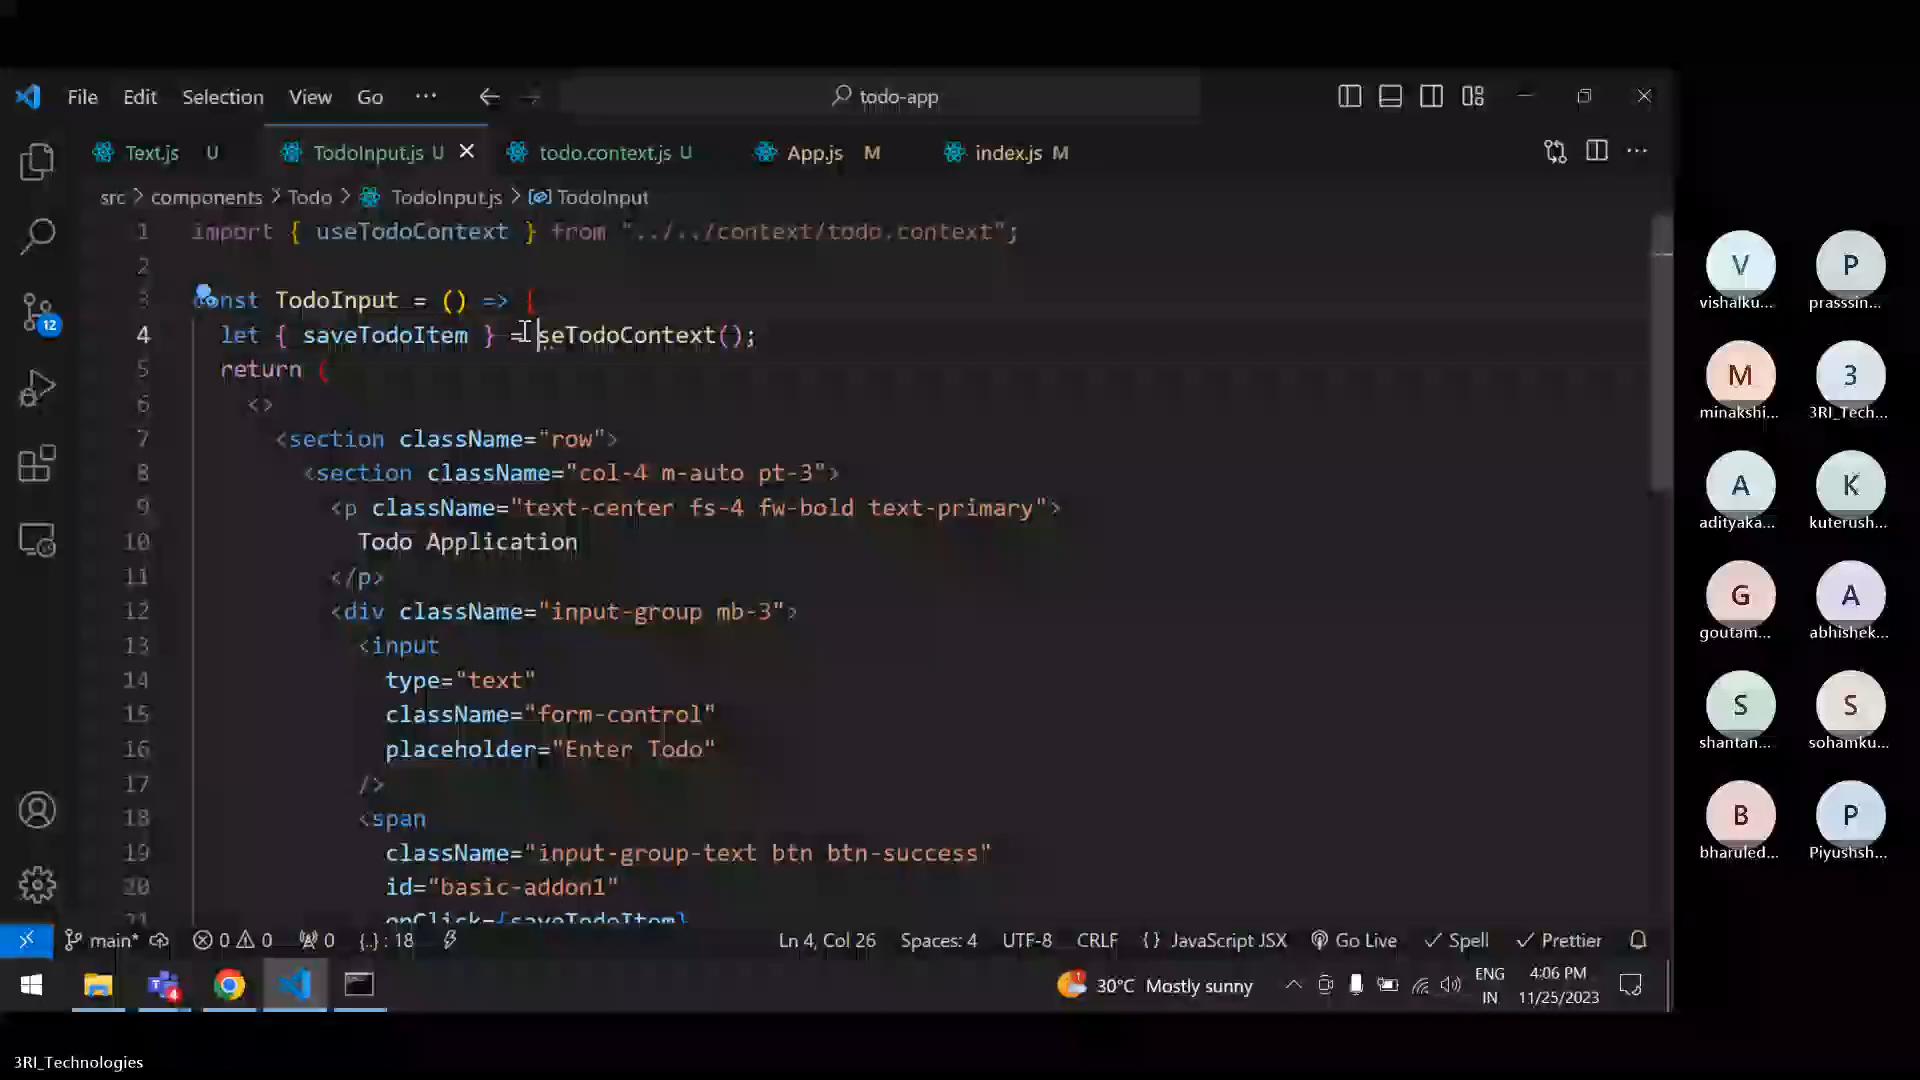 File Edit Selection View Go ··· todo-app
Text.js U TodoInput.js U todo.context.js U App.js M index.js M
src > components > Todo > TodoInput.js > TodoInput
1 import { useTodoContext } from "../../context/todo.context";
2
3 const TodoInput = () => {
4 let { saveTodoItem } = useTodoContext();
5 return (
6 <>
7 <section className="row">
8 <section className="col-4 m-auto pt-3">
9 <p className="text-center fs-4 fw-bold text-primary">
10 Todo Application
11 </p>
12 <div className="input-group mb-3">
13 <input
14 type="text"
15 className="form-control"
16 placeholder="Enter Todo"
17 />
18 <span
19 className="input-group-text btn btn-success"
20 id="basic-addon1"
21 onClick={saveTodoItem}
12
main* 0 0 0 {..} : 18 Ln 4, Col 26 Spaces: 4 UTF-8 CRLF {} JavaScript JSX Go Live Spell Prettier
4 1 30°C Mostly sunny ENG IN 4:06 PM 11/25/2023
V P
vishalku... prasssin...
M 3
minakshi... 3RI_Tech...
A K
adityaka... kuterush...
G A
goutam... abhishek...
S S
shantan... sohamku...
B P
bharuled... Piyushsh...
3RI_Technologies